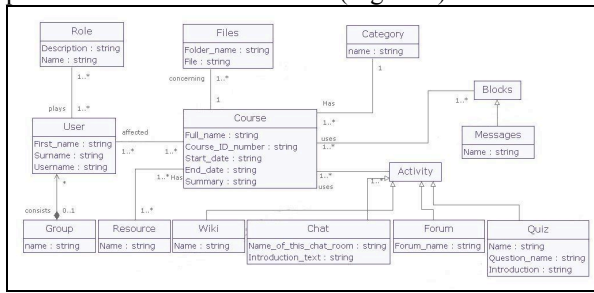 Role
Description : string
Name : string
Files
Folder_name : string
File : string
Category
name : string
1..*
concerning
1..*
1
Has
1
1..*
plays
1..*
Blocks
1..*
User
First_name : string
Surname : string
Username : string
affected
1..*
1..*
Course
Full_name : string
Course_ID_number : string
Start_date : string
End_date : string
Summary : string
uses
1..*
Messages
Name : string
1..*
uses
1..*
Activity
*
consists
0..1
1..*
Has
1..*
Group
name : string
Resource
name : string
Wiki
Name : string
Chat
Name_of_this_chat_room : string
Introduction_text : string
Forum
Forum_name : string
Quiz
Name : string
Question_name : string
Introduction : string